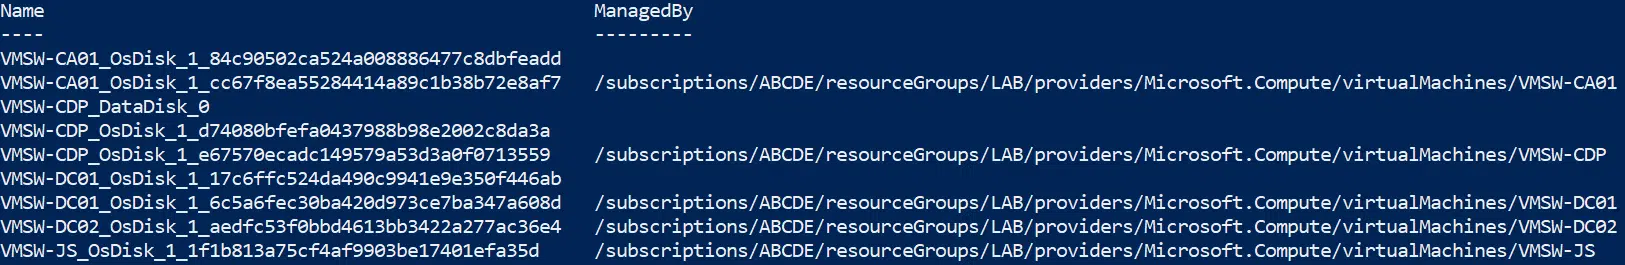 Name ManagedBy
---- ---------
VMSW-CA01_OsDisk_1_84c90502ca524a008886477c8dbfeadd
VMSW-CA01_OsDisk_1_cc67f8ea55284414a89c1b38b72e8af7 /subscriptions/ABCDE/resourceGroups/LAB/providers/Microsoft.Compute/virtualMachines/VMSW-CA01
VMSW-CDP_DataDisk_0
VMSW-CDP_OsDisk_1_d74080bfefa0437988b98e2002c8da3a
VMSW-CDP_OsDisk_1_e67570ecadc149579a53d3a0f0713559 /subscriptions/ABCDE/resourceGroups/LAB/providers/Microsoft.Compute/virtualMachines/VMSW-CDP
VMSW-DC01_OsDisk_1_17c6ffc524da490c9941e9e350f446ab
VMSW-DC01_OsDisk_1_6c5a6fec30ba420d973ce7ba347a608d /subscriptions/ABCDE/resourceGroups/LAB/providers/Microsoft.Compute/virtualMachines/VMSW-DC01
VMSW-DC02_OsDisk_1_aedfc53f0bbd4613bb3422a277ac36e4 /subscriptions/ABCDE/resourceGroups/LAB/providers/Microsoft.Compute/virtualMachines/VMSW-DC02
VMSW-JS_OsDisk_1_1f1b813a75cf4af9903be17401efa35d /subscriptions/ABCDE/resourceGroups/LAB/providers/Microsoft.Compute/virtualMachines/VMSW-JS